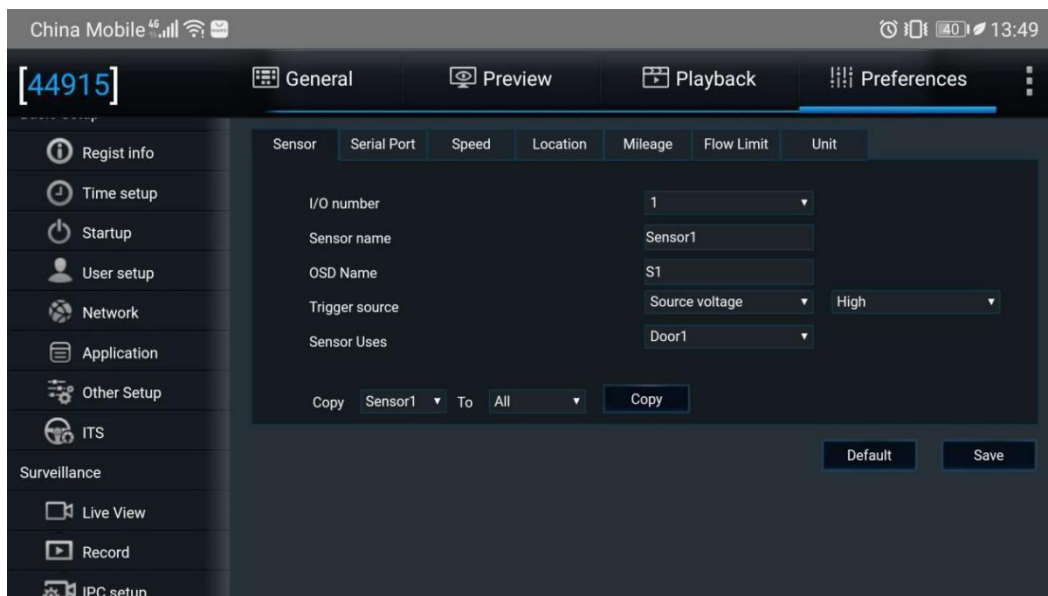 China Mobile 4G 40 13:49
[44915] General Preview Playback Preferences
Regist info
Time setup
Startup
User setup
Network
Application
Other Setup
ITS
Surveillance
Live View
Record
IPC setup
Sensor Serial Port Speed Location Mileage Flow Limit Unit
I/O number 1
Sensor name Sensor1
OSD Name S1
Trigger source Source voltage High
Sensor Uses Door1
Copy Sensor1 To All Copy
Default Save